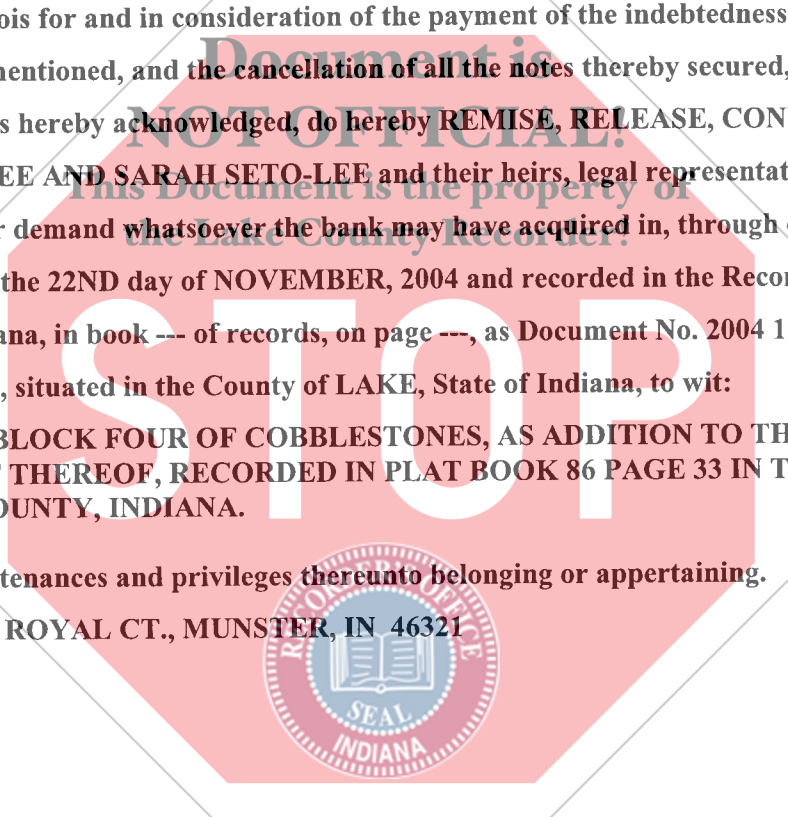 ois for and in consideration of the payment of the indebtedness
Document is
mentioned, and the cancellation of all the notes thereby secured,
NOT OFFICIAL!
s hereby acknowledged, do hereby REMISE, RELEASE, CON
EE AND SARAH SETO-LEE and their heirs, legal representat
This Document is the property of
r demand whatsoever the bank may have acquired in, through
the Lake County Recorder!
the 22ND day of NOVEMBER, 2004 and recorded in the Recor
ana, in book --- of records, on page ---, as Document No. 2004 1
STOP
, situated in the County of LAKE, State of Indiana, to wit:
BLOCK FOUR OF COBBLESTONES, AS ADDITION TO TH
THEREOF, RECORDED IN PLAT BOOK 86 PAGE 33 IN T
OUNTY, INDIANA.
tenances and privileges thereunto belonging or appertaining.
ROYAL CT., MUNSTER, IN 46321
RECORDER'S OFFICE
SEAL
INDIANA